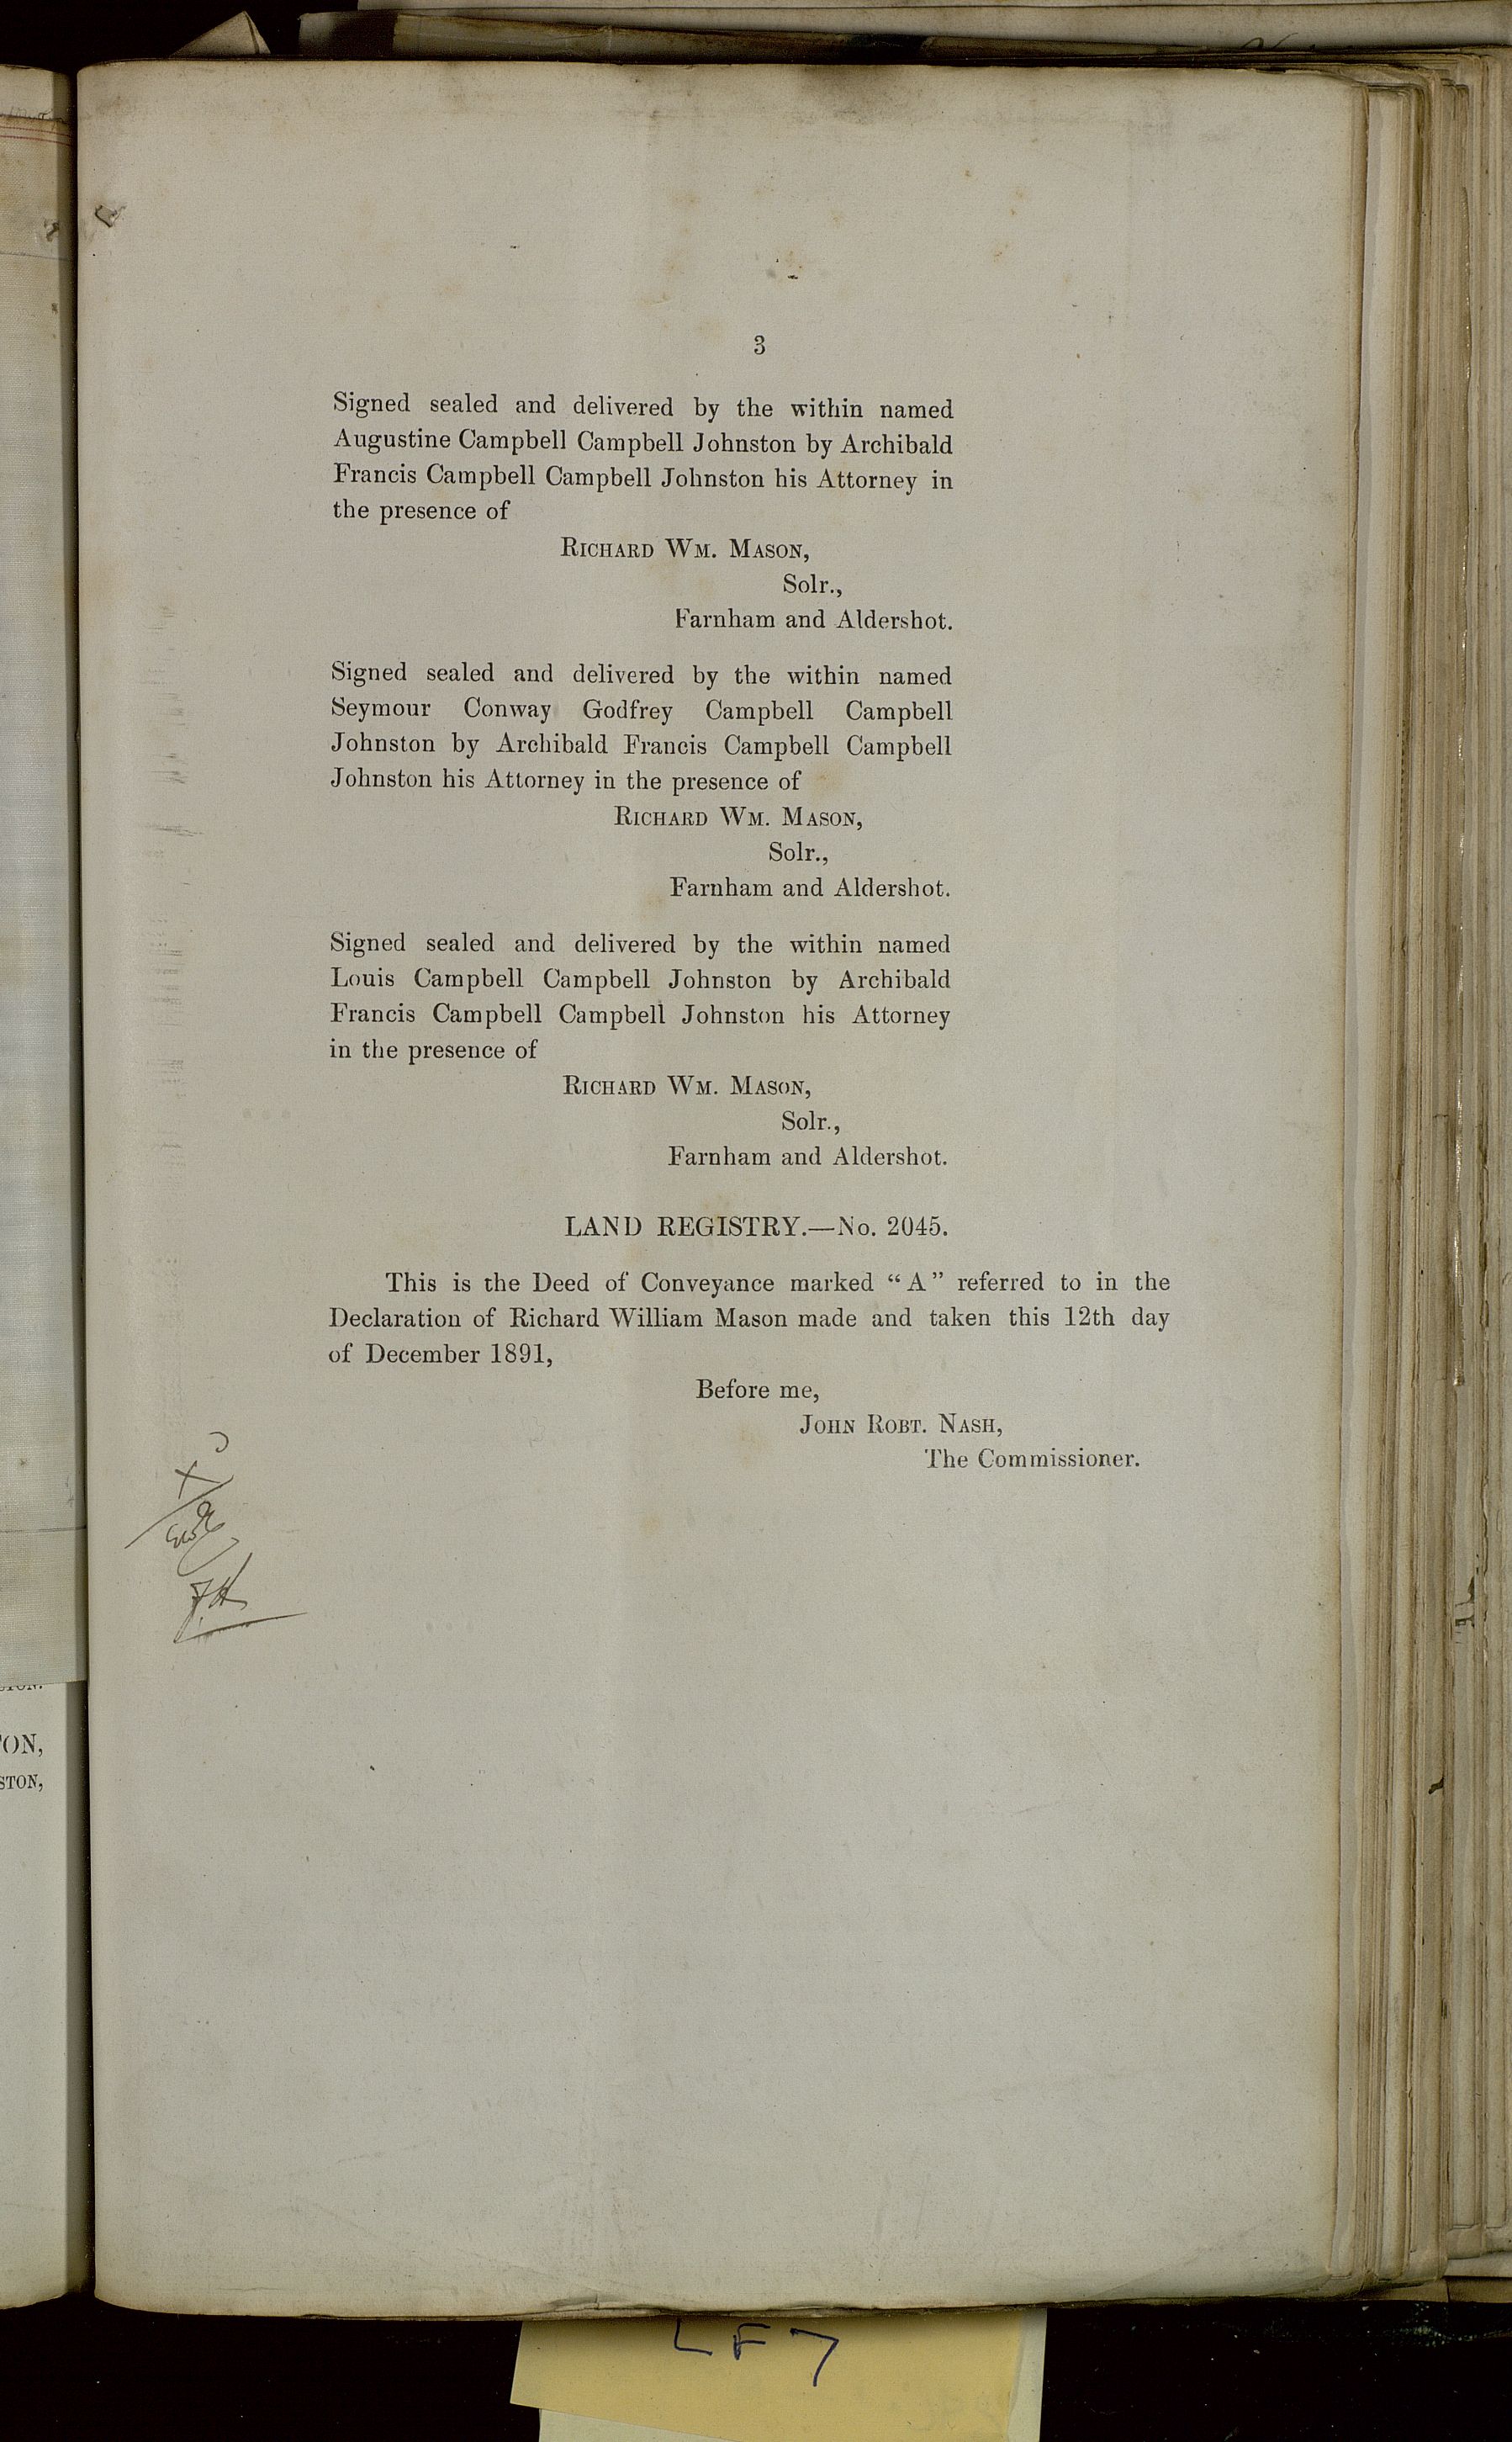 3
Signed sealed and delivered by the within named
Augustine Campbell Campbell Johnston by Archibald
Francis Campbell Campbell Johnston his Attorney in
the presence of
RICHARD WM. MASON,
Solr.,
Farnham and Aldershot.
Signed sealed and delivered by the within named
Seymour Conway Godfrey Campbell Campbell
Johnston by Archibald Francis Campbell Campbell
Johnston his Attorney in the presence of
RICHARD WM. MASON,
Solr.,
Farnham and Aldershot.
Signed sealed and delivered by the within named
Louis Campbell Campbell Johnston by Archibald
Francis Campbell Campbell Johnston his Attorney
in the presence of
RICHARD WM. MASON,
Solr.,
Farnham and Aldershot.
LAND REGISTRY.—No. 2045.
This is the Deed of Conveyance marked “A” referred to in the
Declaration of Richard William Mason made and taken this 12th day
of December 1891,
Before me,
JOHN ROBT. NASH,
The Commissioner.
TON,
STON,
LF7